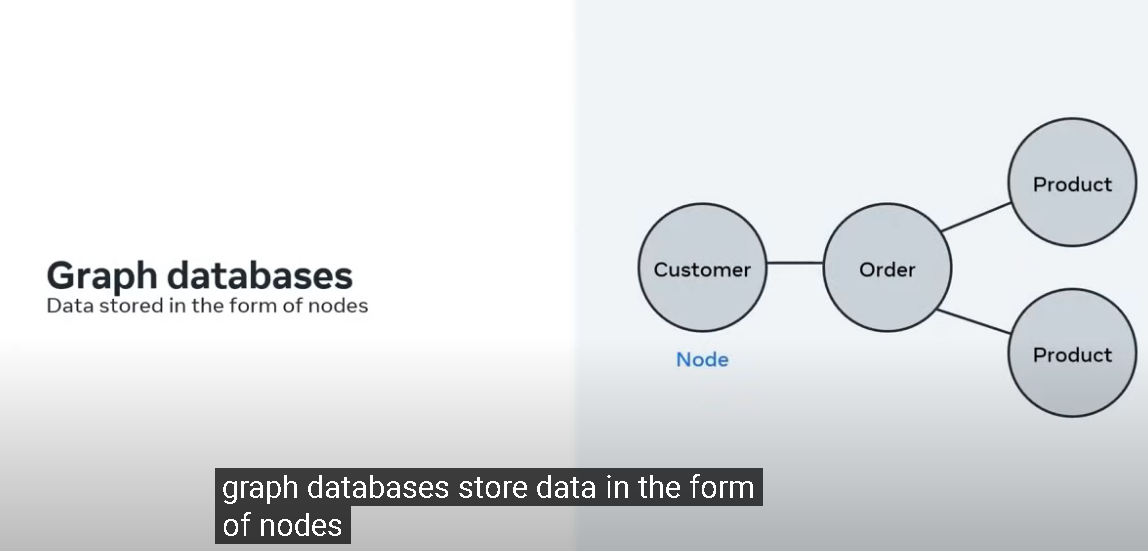 Graph databases
Data stored in the form of nodes
Product
Customer
Order
Node
Product
graph databases store data in the form
of nodes